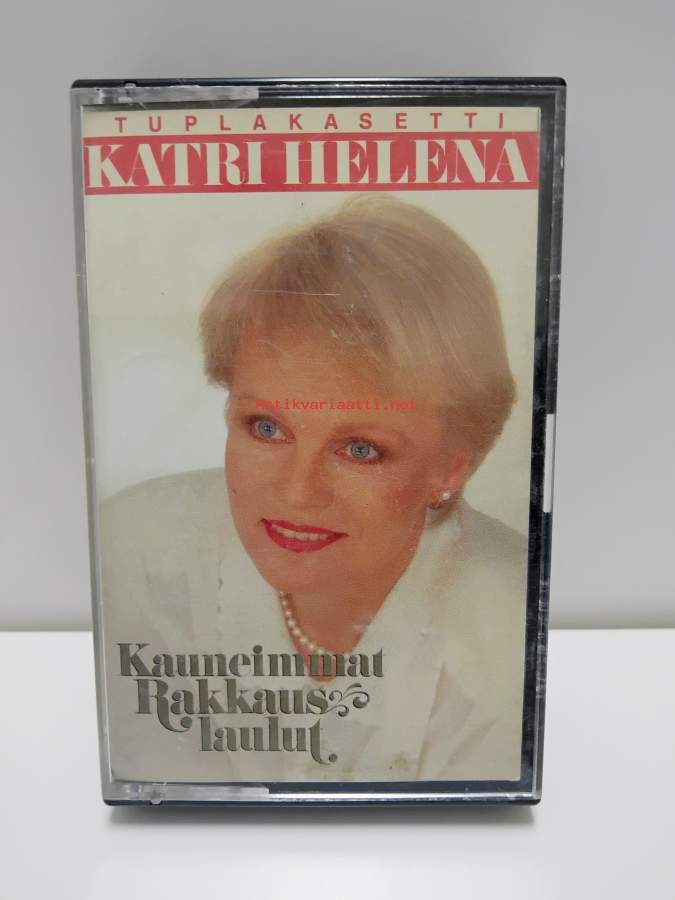 TUPLAKASETTI
KATRI HELENA
Antikvariaatti.net
Kauneimmat
Rakkaus
laulut